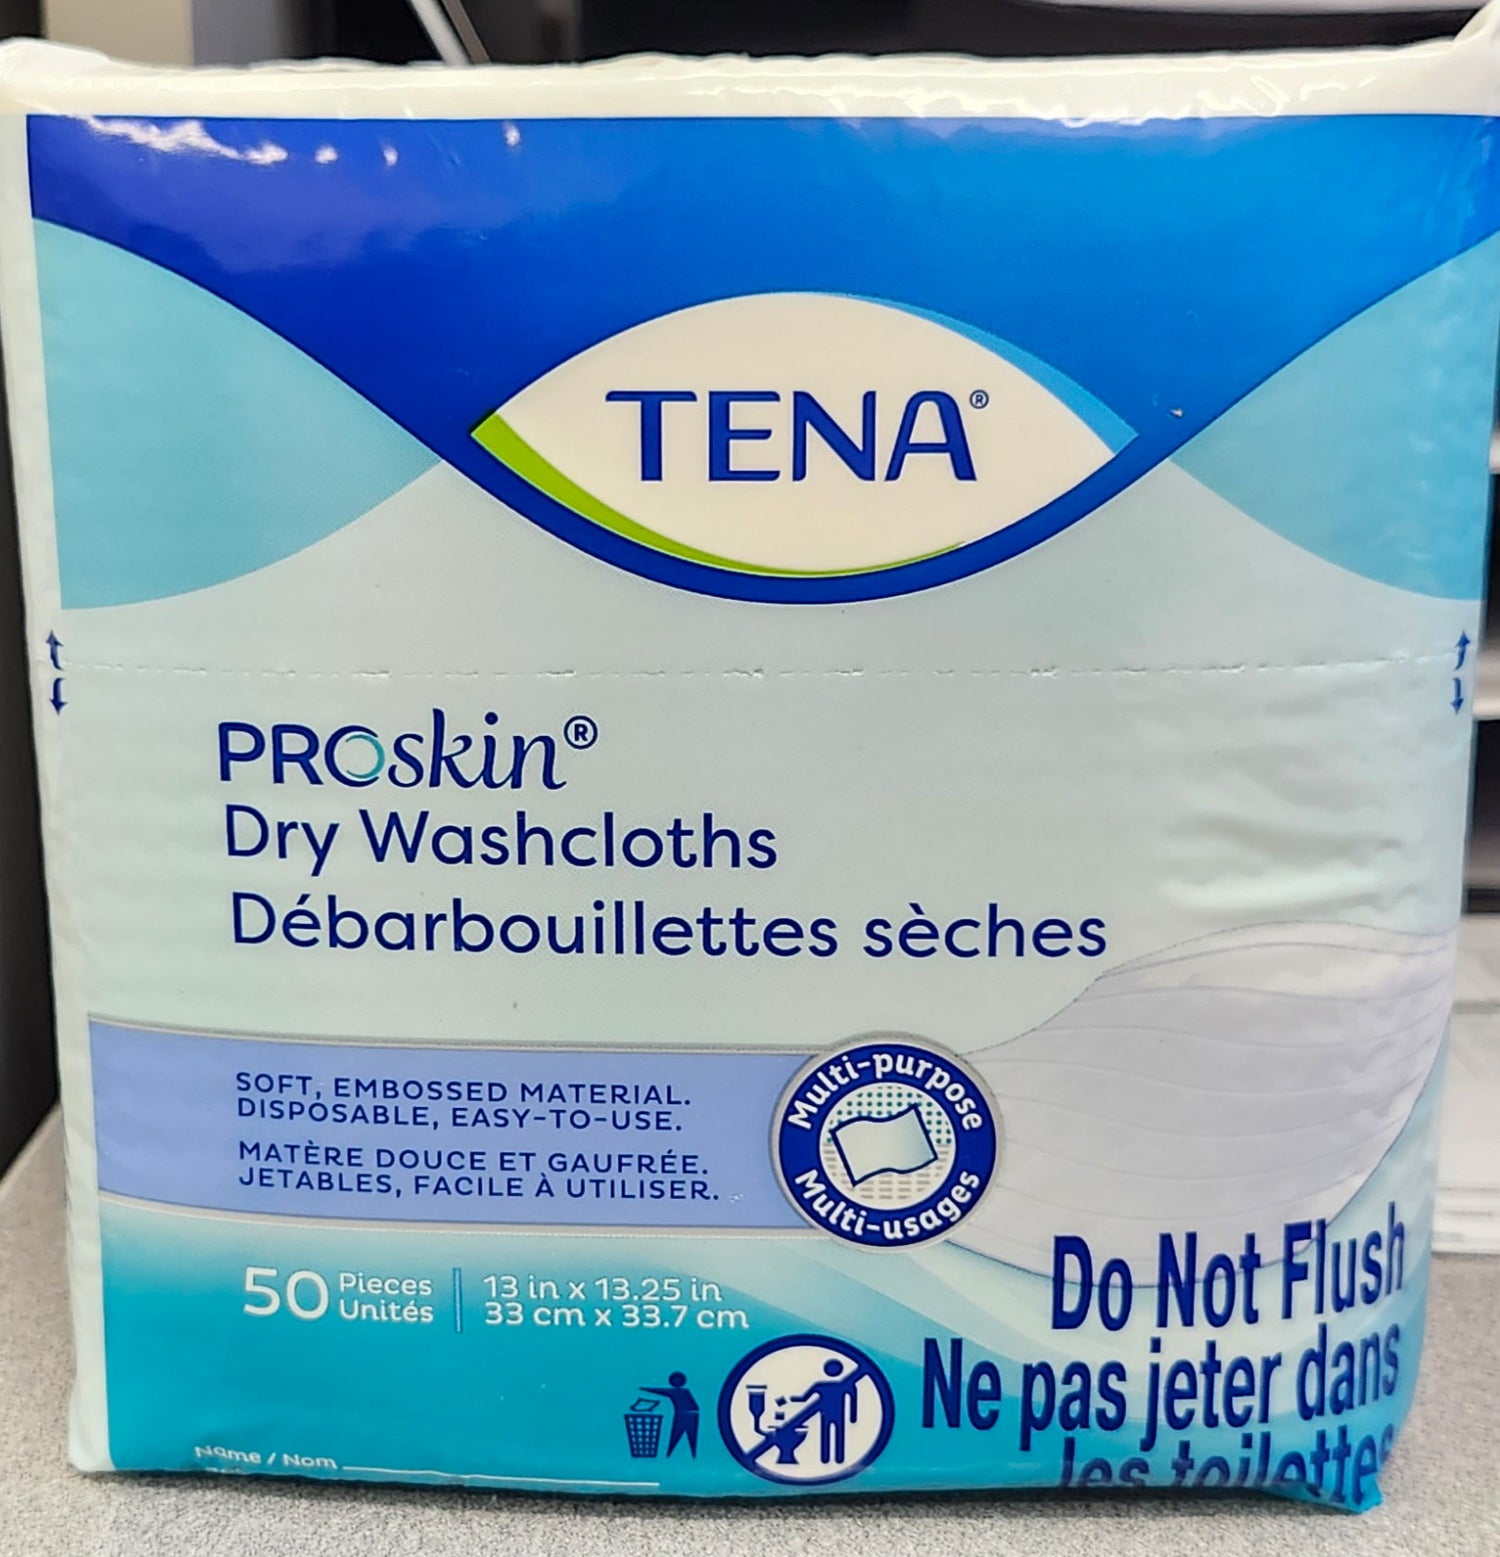 TENA®
PROskin®
Dry Washcloths
Débarbouillettes sèches
SOFT, EMBOSSED MATERIAL.
DISPOSABLE, EASY-TO-USE.
MATÈRE DOUCE ET GAUFRÉE.
JETABLES, FACILE À UTILISER.
Multi-purpose
Multi-usages
50 Pieces
Unités
13 in x 13.25 in
33 cm x 33.7 cm
Do Not Flush
Ne pas jeter dans
les toilettes
Name / Nom